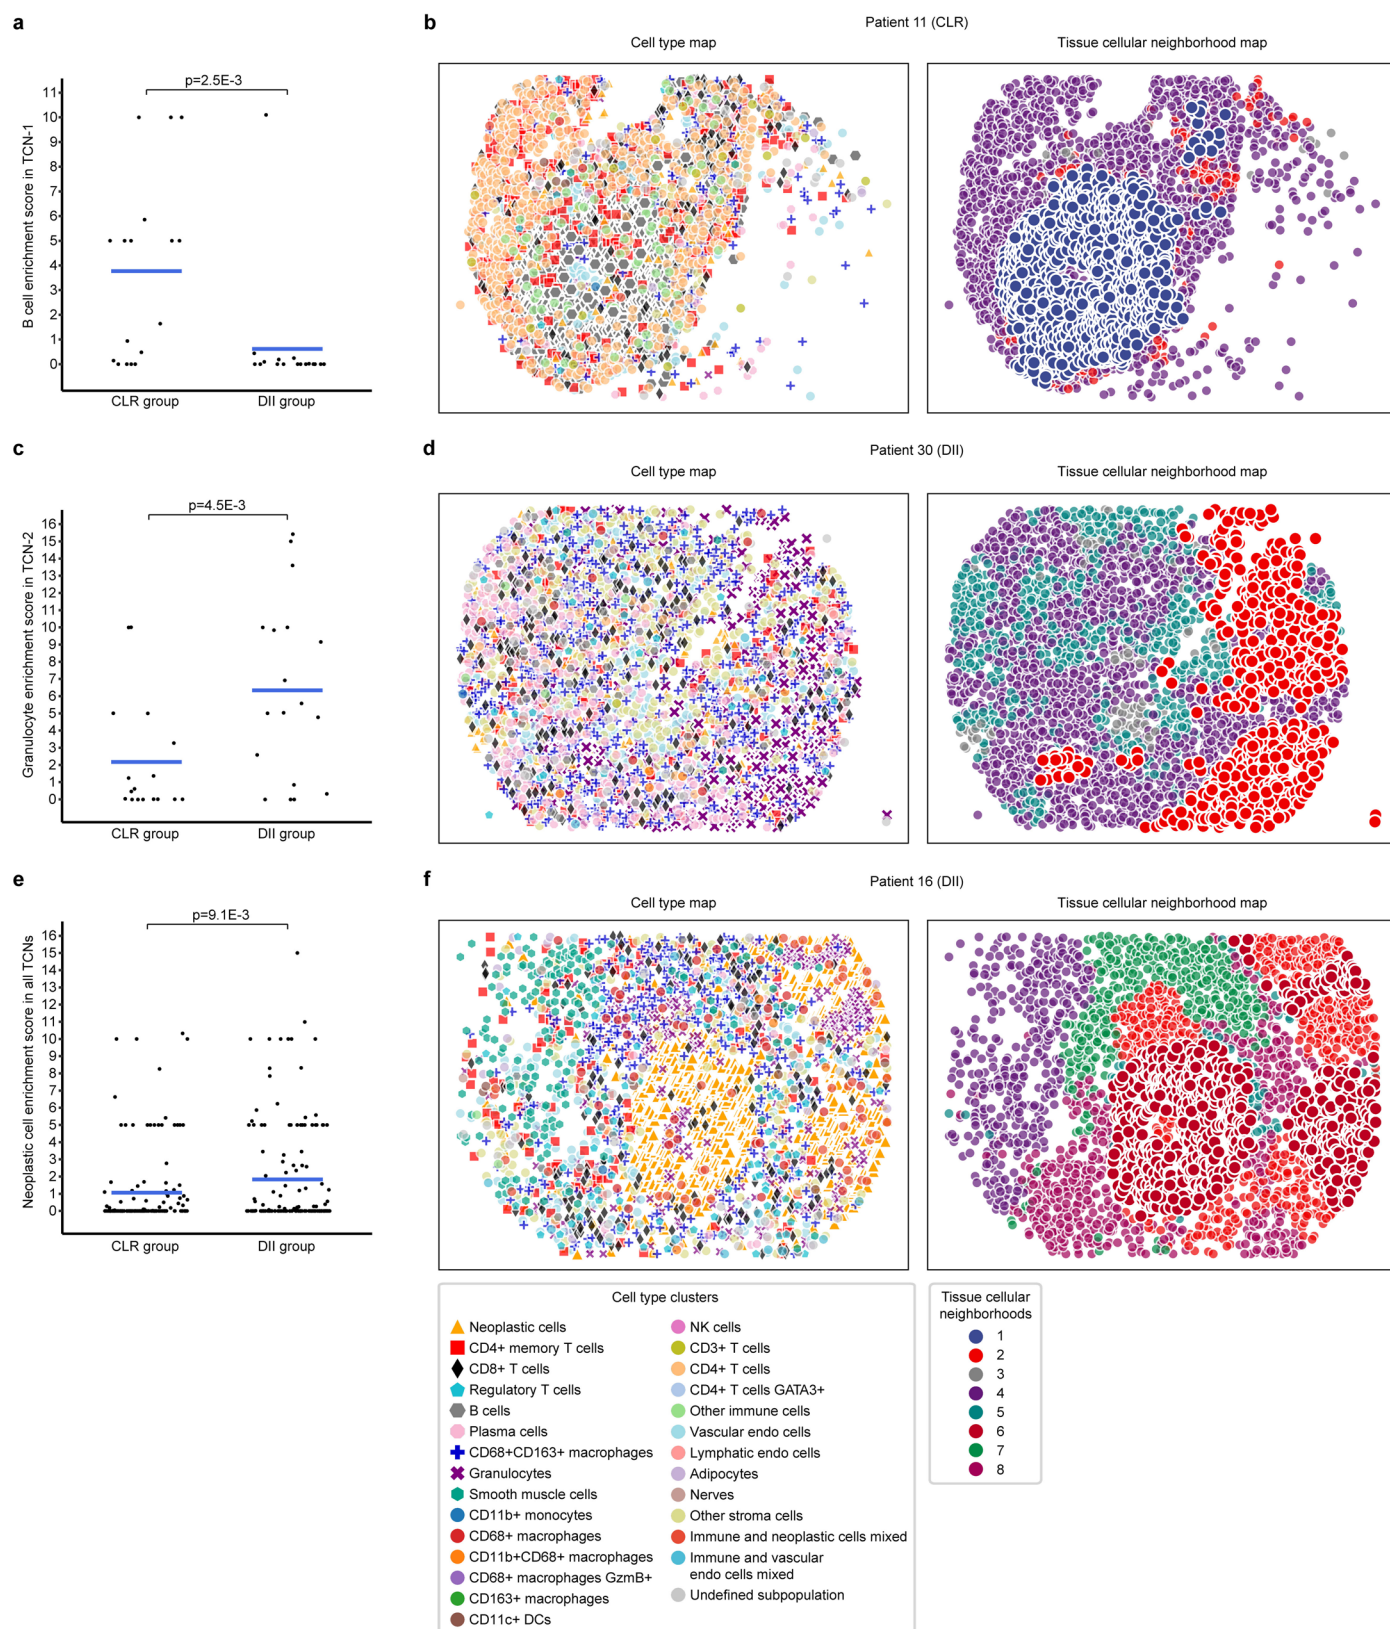 a
p=2.5E-3
B cell enrichment score in TCN-1
11
10
9
8
7
6
5
4
3
2
1
0
CLR group
DII group
b
Patient 11 (CLR)
Cell type map
Tissue cellular neighborhood map
c
p=4.5E-3
Granulocyte enrichment score in TCN-2
16
15
14
13
12
11
10
9
8
7
6
5
4
3
2
1
0
CLR group
DII group
d
Patient 30 (DII)
Cell type map
Tissue cellular neighborhood map
e
p=9.1E-3
Neoplastic cell enrichment score in all TCNs
16
15
14
13
12
11
10
9
8
7
6
5
4
3
2
1
0
CLR group
DII group
f
Patient 16 (DII)
Cell type map
Tissue cellular neighborhood map
Cell type clusters
Neoplastic cells
CD4+ memory T cells
CD8+ T cells
Regulatory T cells
B cells
Plasma cells
CD68+CD163+ macrophages
Granulocytes
Smooth muscle cells
CD11b+ monocytes
CD68+ macrophages
CD11b+CD68+ macrophages
CD68+ macrophages GzmB+
CD163+ macrophages
CD11c+ DCs
NK cells
CD3+ T cells
CD4+ T cells
CD4+ T cells GATA3+
Other immune cells
Vascular endo cells
Lymphatic endo cells
Adipocytes
Nerves
Other stroma cells
Immune and neoplastic cells mixed
Immune and vascular
endo cells mixed
Undefined subpopulation
Tissue cellular
neighborhoods
1
2
3
4
5
6
7
8